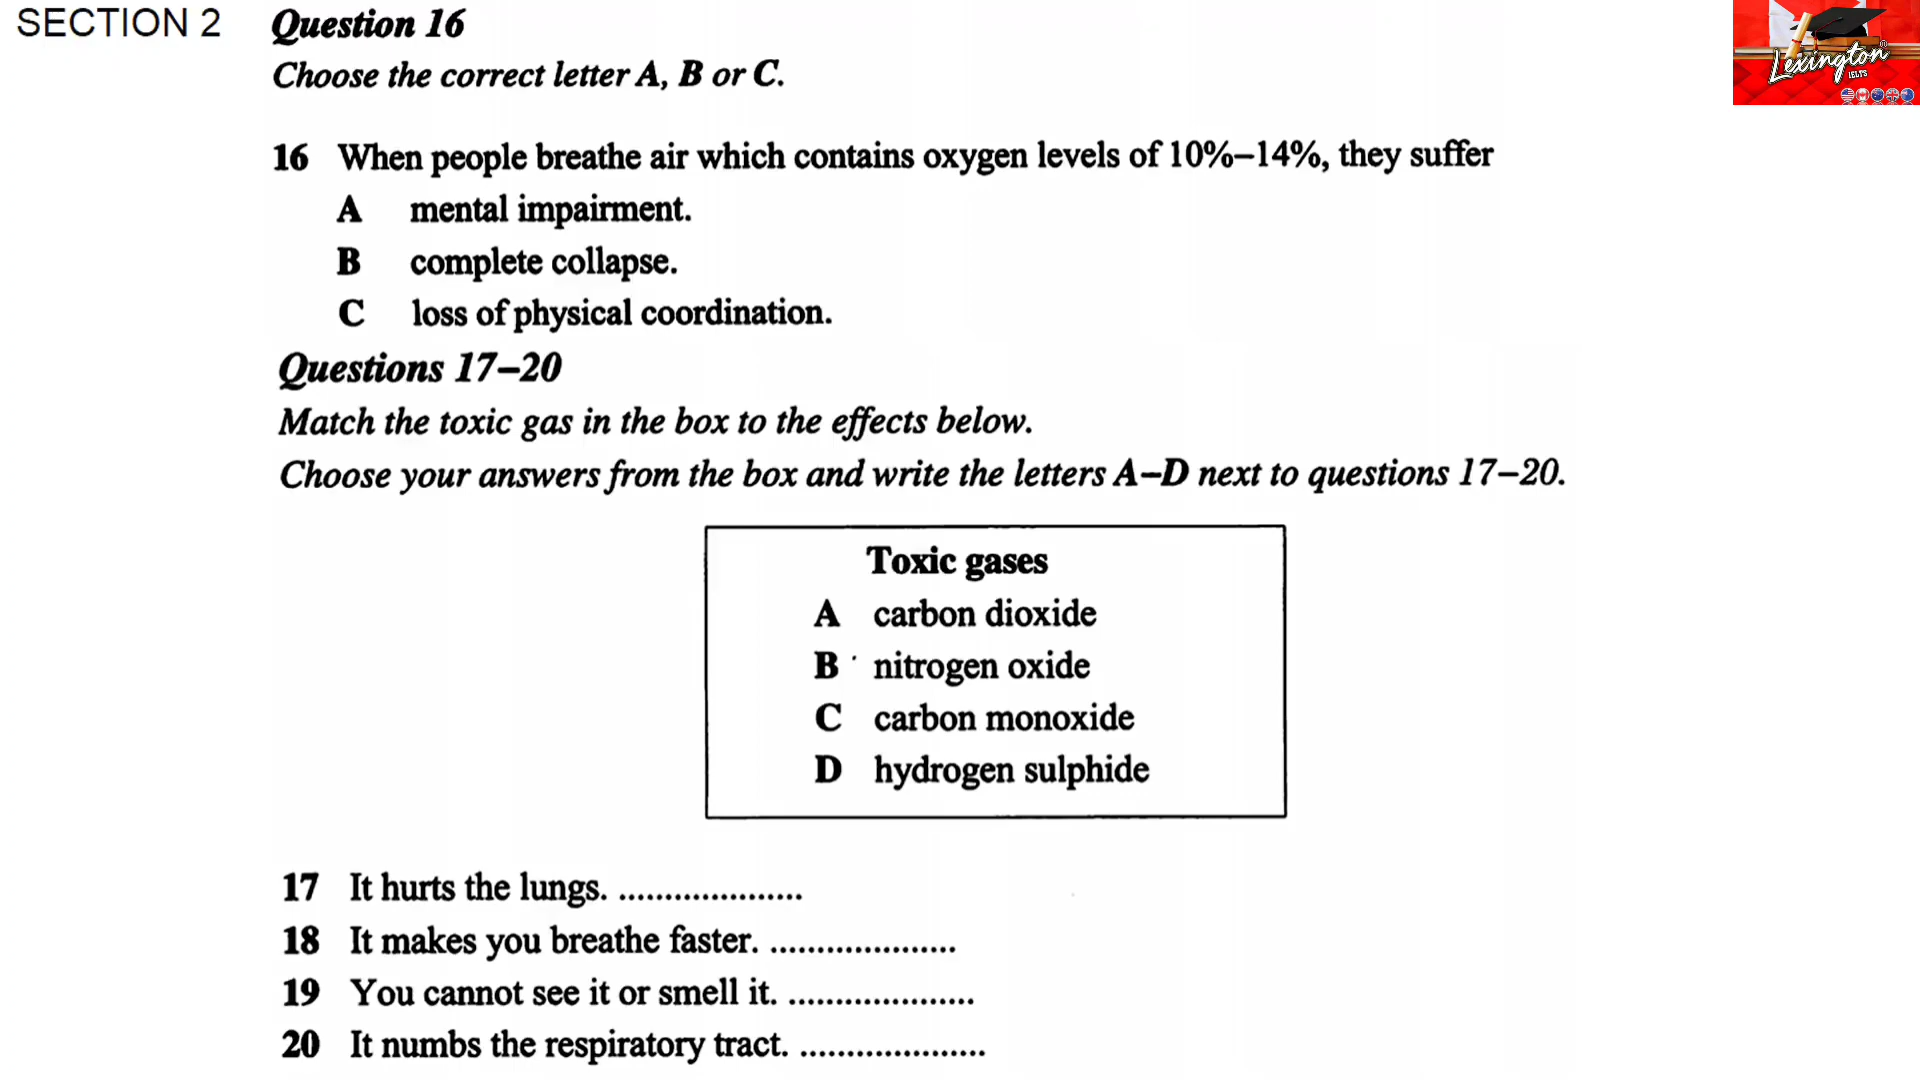 SECTION 2
Question 16
Choose the correct letter A, B or C.
16 When people breathe air which contains oxygen levels of 10%–14%, they suffer
A mental impairment.
B complete collapse.
C loss of physical coordination.
Questions 17–20
Match the toxic gas in the box to the effects below.
Choose your answers from the box and write the letters A–D next to questions 17–20.
Toxic gases
A carbon dioxide
B nitrogen oxide
C carbon monoxide
D hydrogen sulphide
17 It hurts the lungs. ....................
18 It makes you breathe faster. ....................
19 You cannot see it or smell it. ....................
20 It numbs the respiratory tract. ....................
Lexington®
IELTS